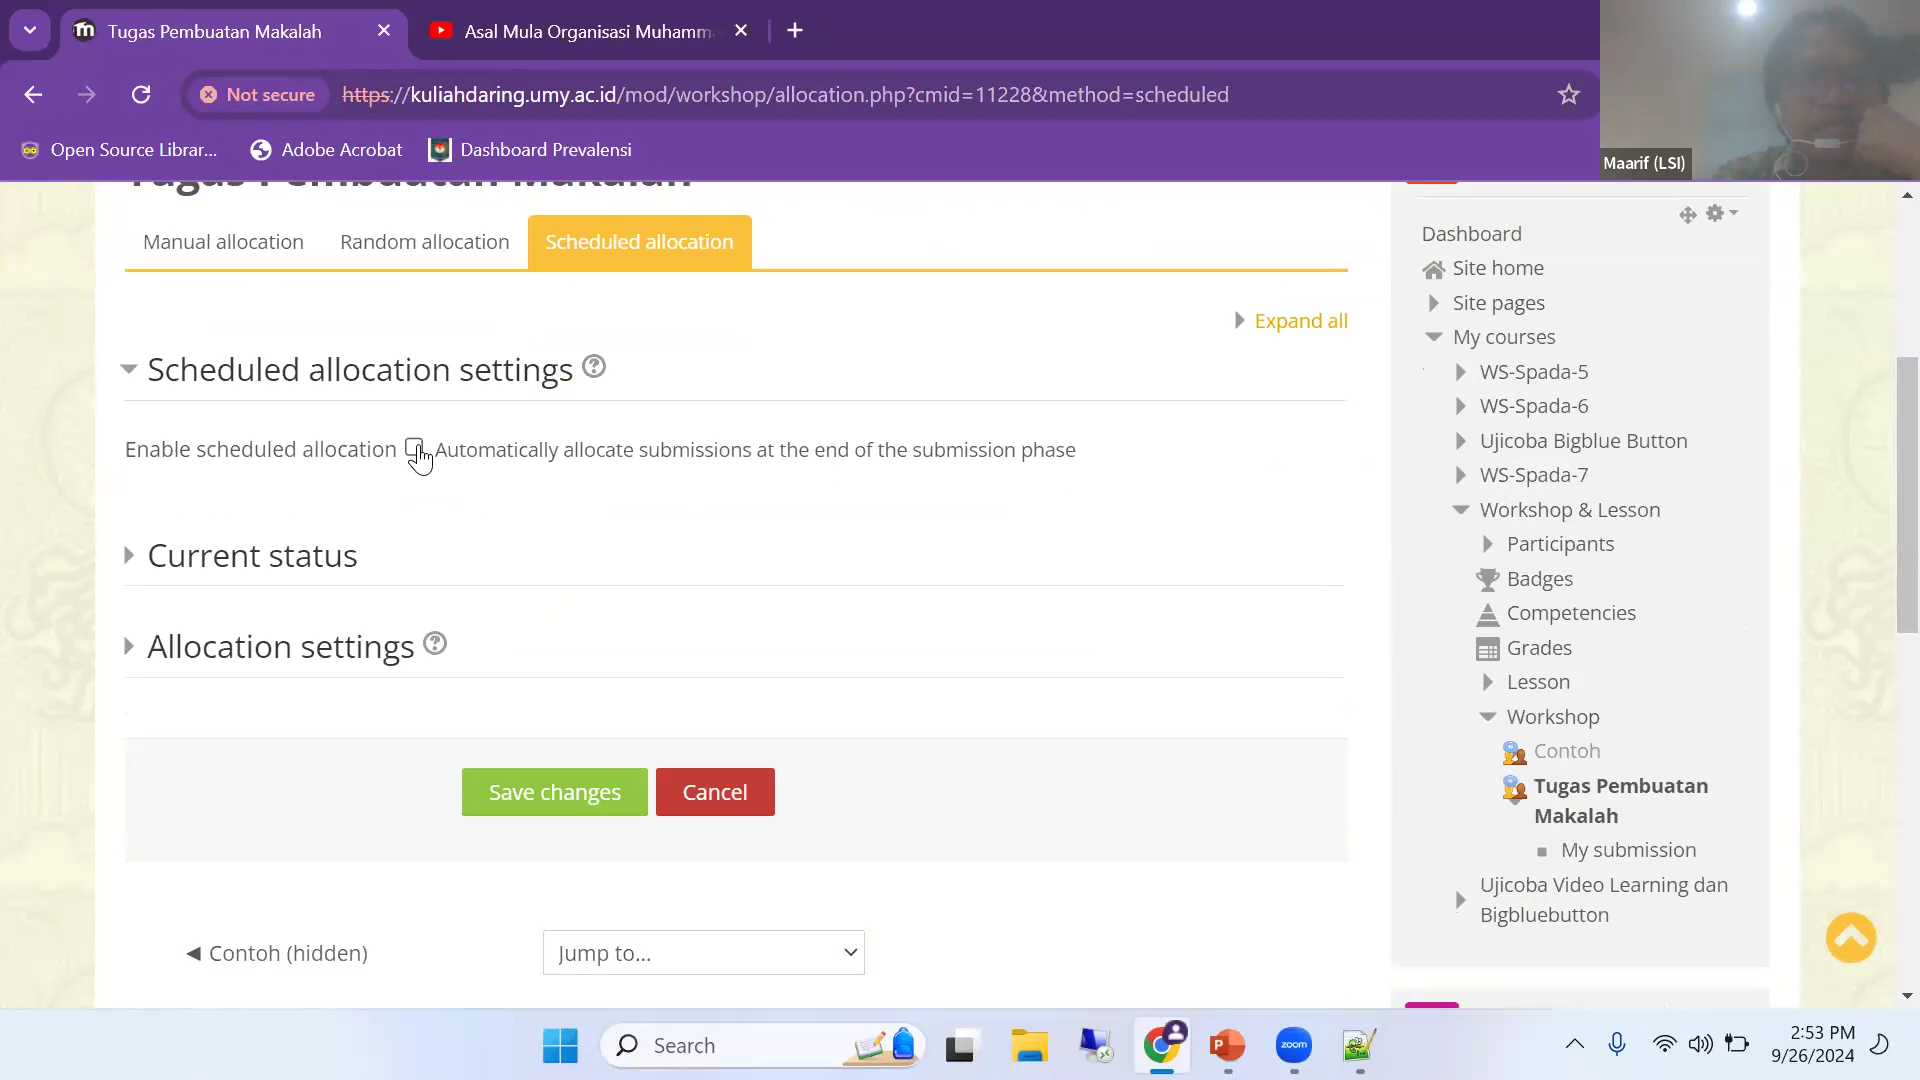 Tugas Pembuatan Makalah
Asal Mula Organisasi Muhamm
Not secure
https://kuliahdaring.umy.ac.id/mod/workshop/allocation.php?cmid=11228&method=scheduled
Open Source Librar...
Adobe Acrobat
Dashboard Prevalensi
Maarif (LSI)
Tugas Pembuatan Makalah
Manual allocation
Random allocation
Scheduled allocation
Expand all
Scheduled allocation settings
Enable scheduled allocation
Automatically allocate submissions at the end of the submission phase
Current status
Allocation settings
Save changes
Cancel
◄ Contoh (hidden)
Jump to...
Dashboard
Site home
Site pages
My courses
WS-Spada-5
WS-Spada-6
Ujicoba Bigblue Button
WS-Spada-7
Workshop & Lesson
Participants
Badges
Competencies
Grades
Lesson
Workshop
Contoh
Tugas Pembuatan
Makalah
My submission
Ujicoba Video Learning dan
Bigbluebutton
Search
zoom
2:53 PM
9/26/2024